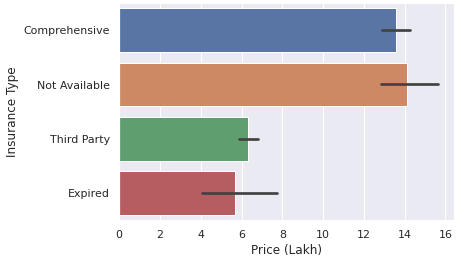 Comprehensive
Not Available
Third Party
Expired
Insurance Type
0 2 4 6 8 10 12 14 16
Price (Lakh)